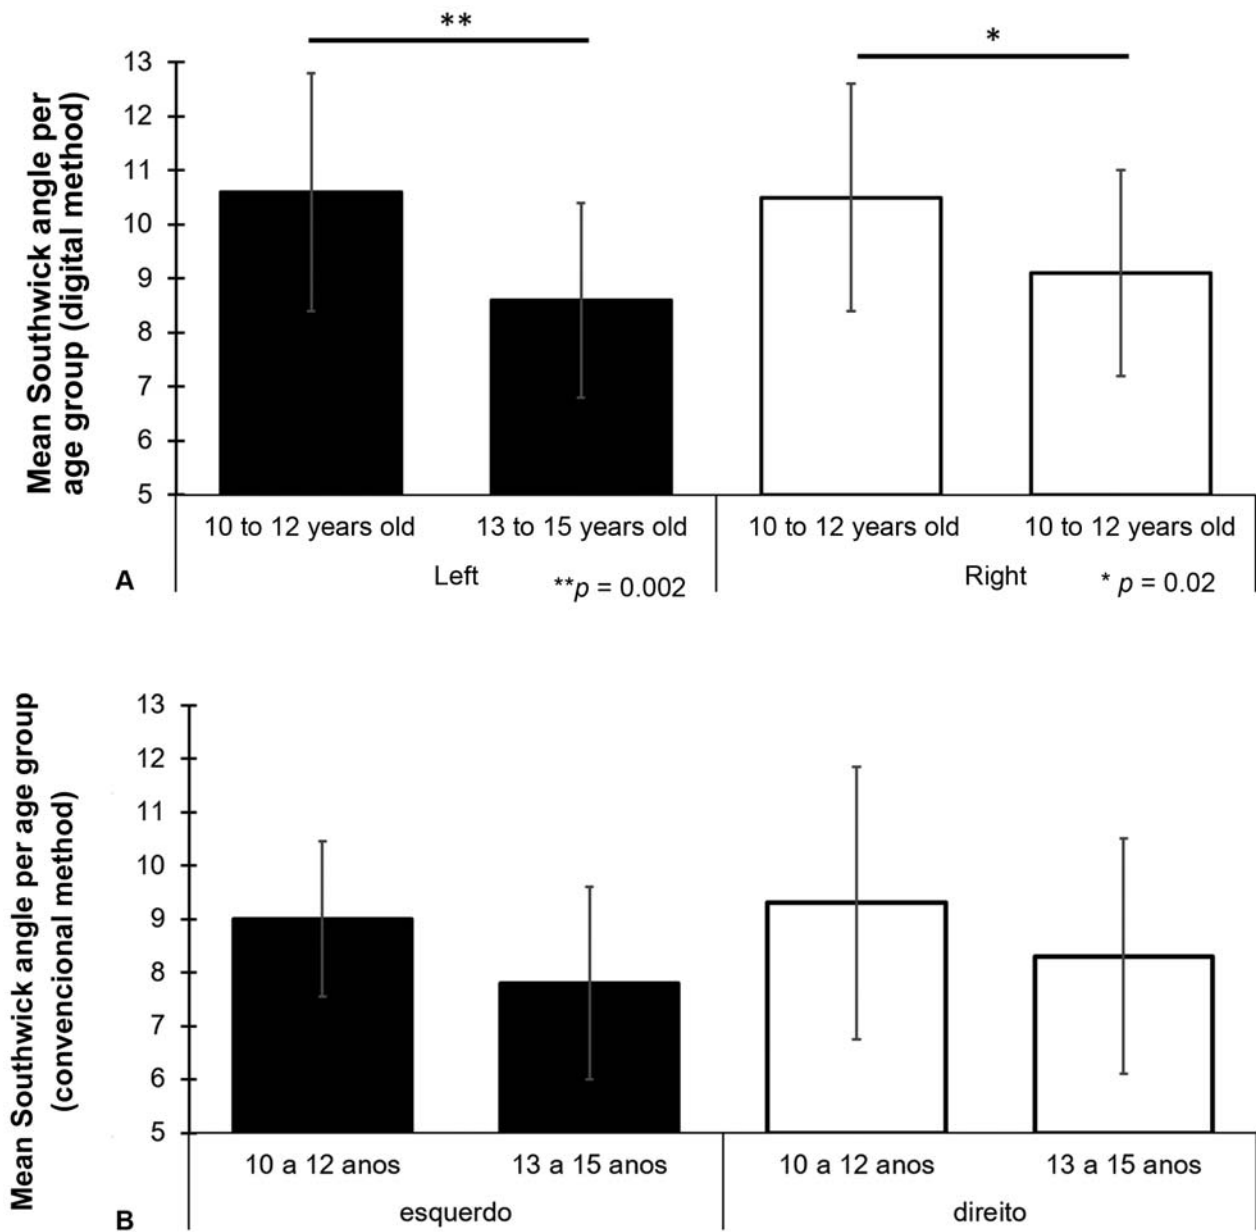 **
*
Mean Southwick angle per
age group (digital method)
13
12
11
10
9
8
7
6
5
10 to 12 years old
13 to 15 years old
10 to 12 years old
10 to 12 years old
A
Left
**p = 0.002
Right
* p = 0.02
Mean Southwick angle per age group
(convencional method)
13
12
11
10
9
8
7
6
5
10 a 12 anos
13 a 15 anos
10 a 12 anos
13 a 15 anos
B
esquerdo
direito